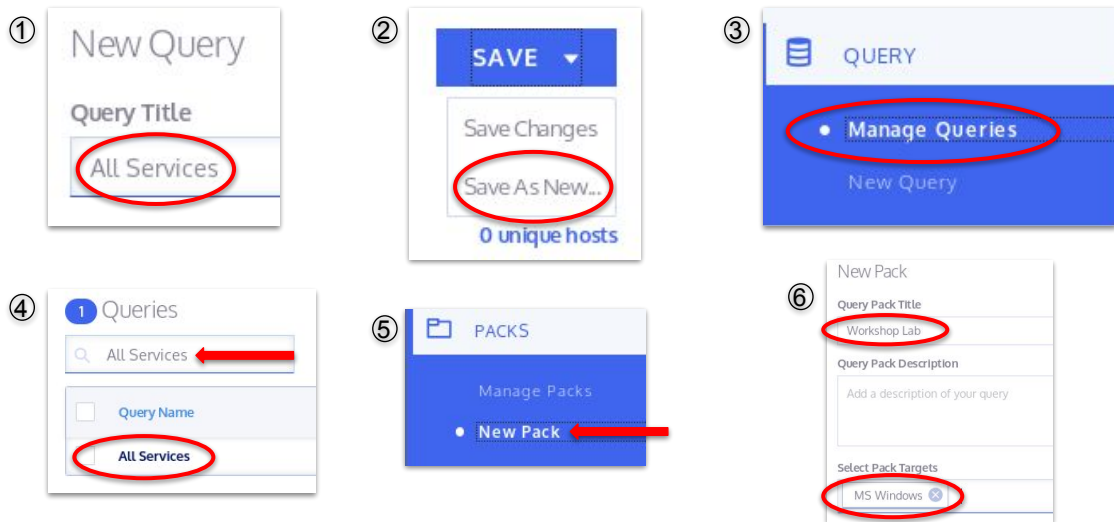 ①
New Query
Query Title
All Services
②
SAVE
Save Changes
Save As New...
0 unique hosts
③
QUERY
Manage Queries
New Query
④
1 Queries
All Services
Query Name
All Services
⑤
PACKS
Manage Packs
New Pack
⑥
New Pack
Query Pack Title
Workshop Lab
Query Pack Description
Add a description of your query
Select Pack Targets
MS Windows